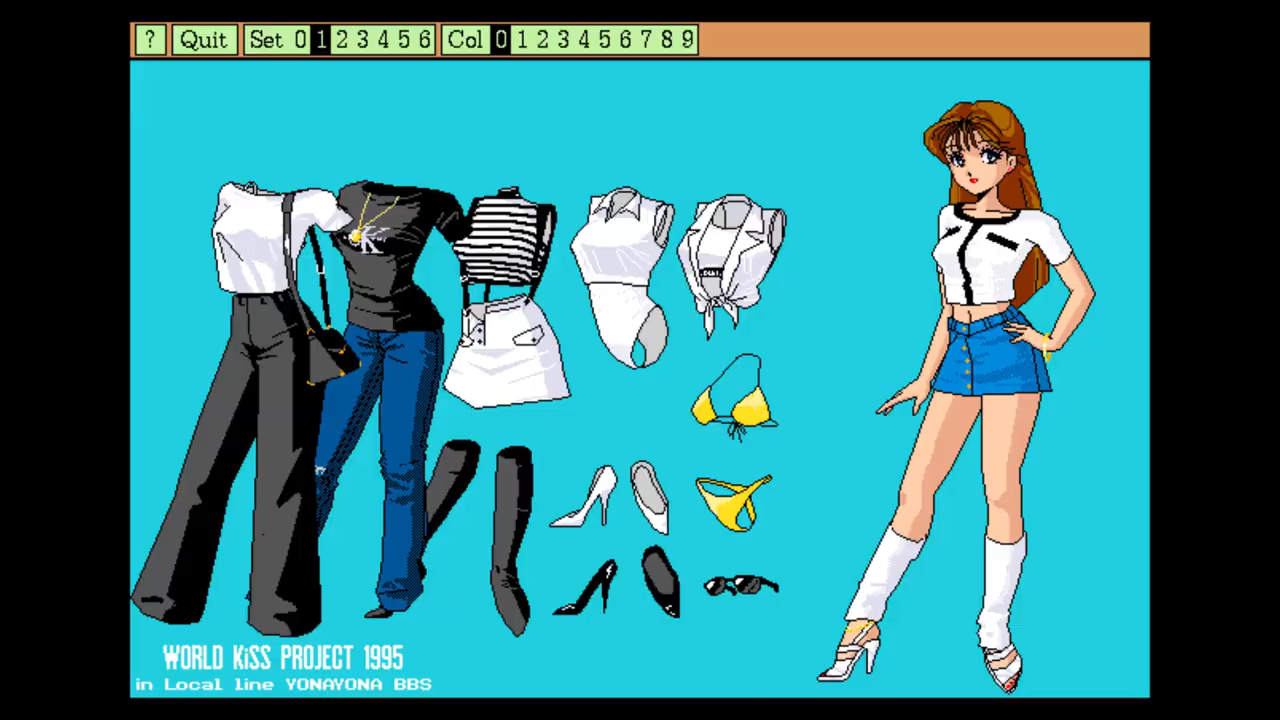 ? Quit Set 0 1 2 3 4 5 6 Col 0 1 2 3 4 5 6 7 8 9
WORLD KiSS PROJECT 1995
in Local line YONAYONA BBS